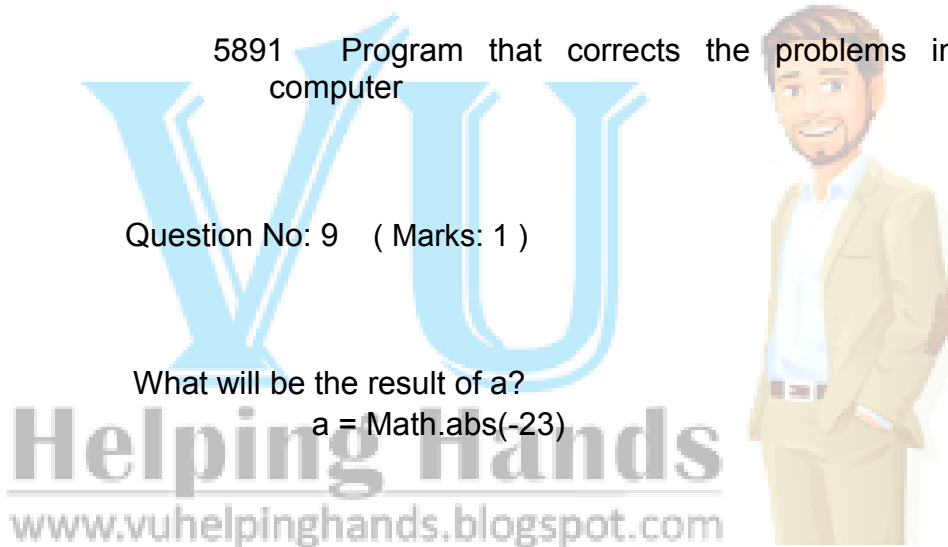 5891 Program that corrects the problems in
computer
Question No: 9 ( Marks: 1 )
What will be the result of a?
a = Math.abs(-23)
VU
Helping Hands
www.vuhelpinghands.blogspot.com